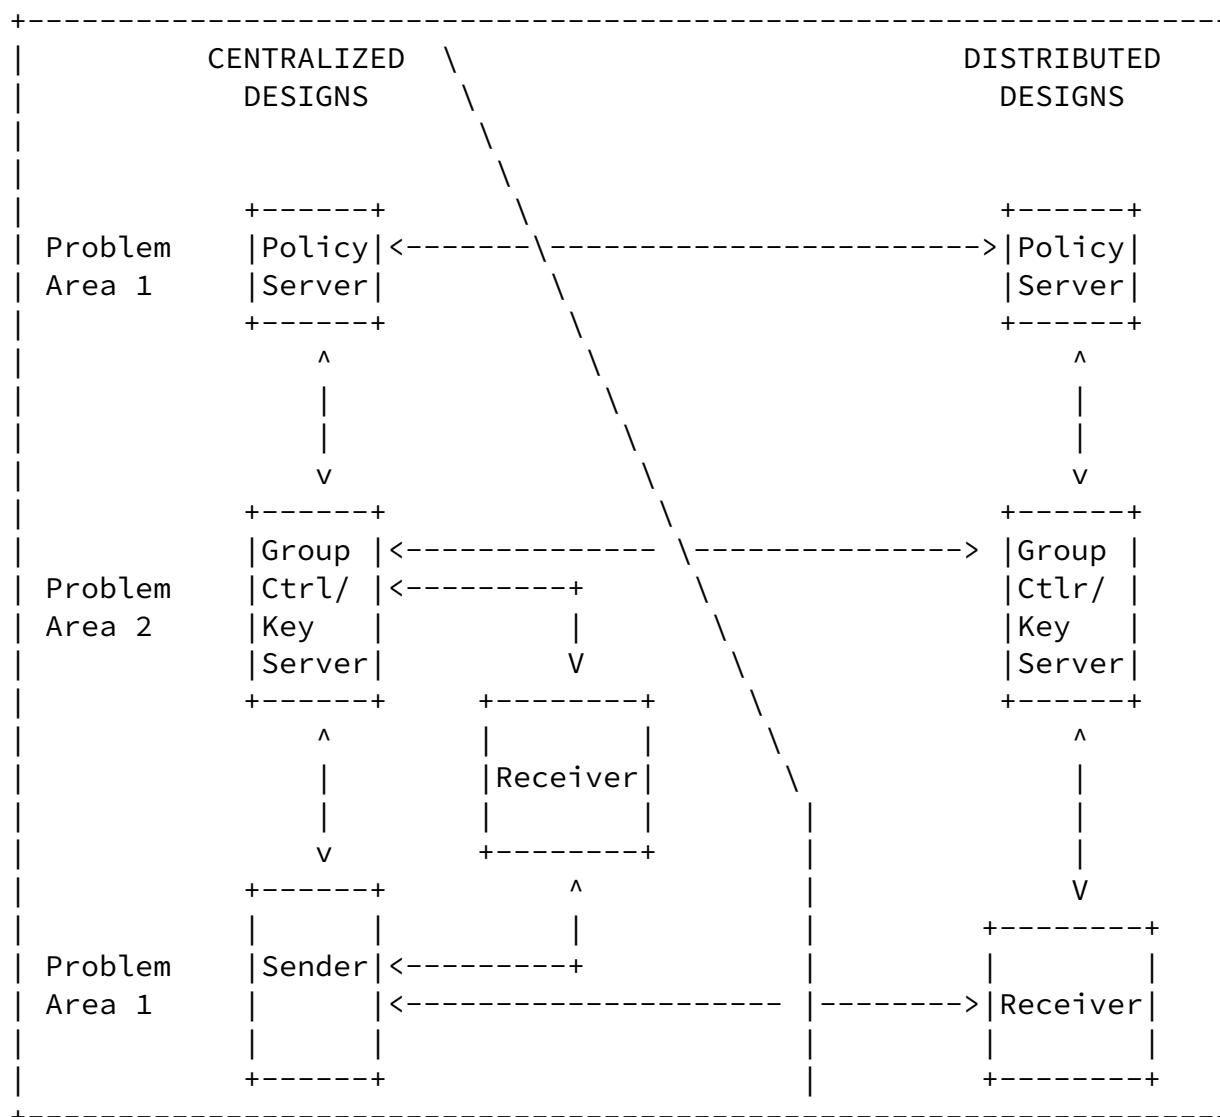 CENTRALIZED DISTRIBUTED
DESIGNS DESIGNS
Problem Policy Policy
Area 1 Server Server
Group Group
Problem Ctrl/ Ctlr/
Area 2 Key Key
Server Server
Receiver
Problem Sender
Area 1 Receiver